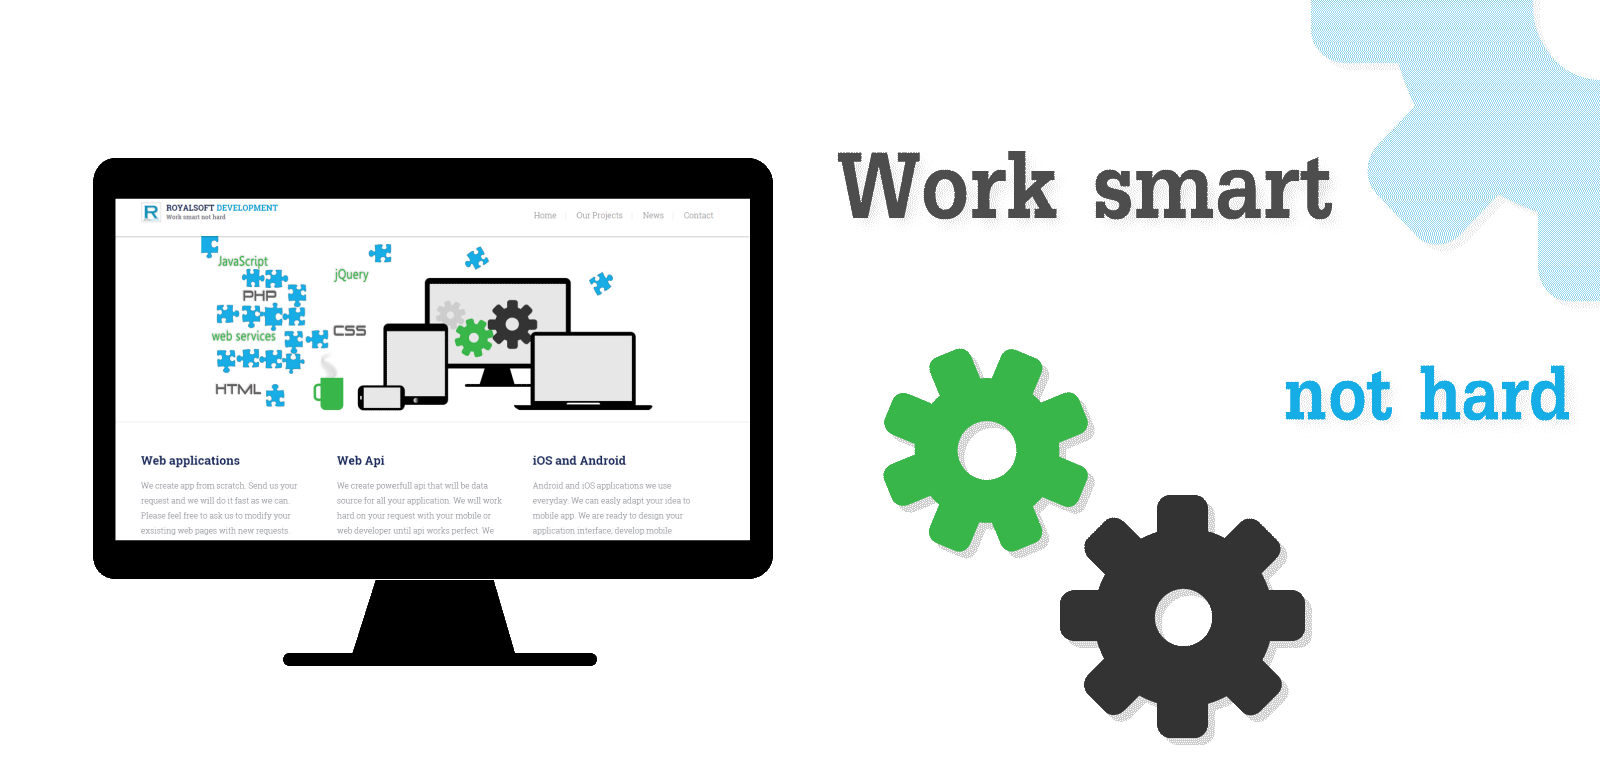 Work smart
not hard
R ROYALSOFT DEVELOPMENT
Work smart not hard
Home Our Projects News Contact
JavaScript
jQuery
PHP
CSS
web services
HTML
Web applications
We create app from scratch. Send us your
request and we will do it fast as we can.
Please feel free to ask us to modify your
exsisting web pages with new requests.
Web Api
We create powerfull api that will be data
source for all your application. We will work
hard on your request with your mobile or
web developer until api works perfect. We
iOS and Android
Android and iOS applications we use
everyday. We can easly adapt your idea to
mobile app. We are ready to design your
application interface, develop mobile